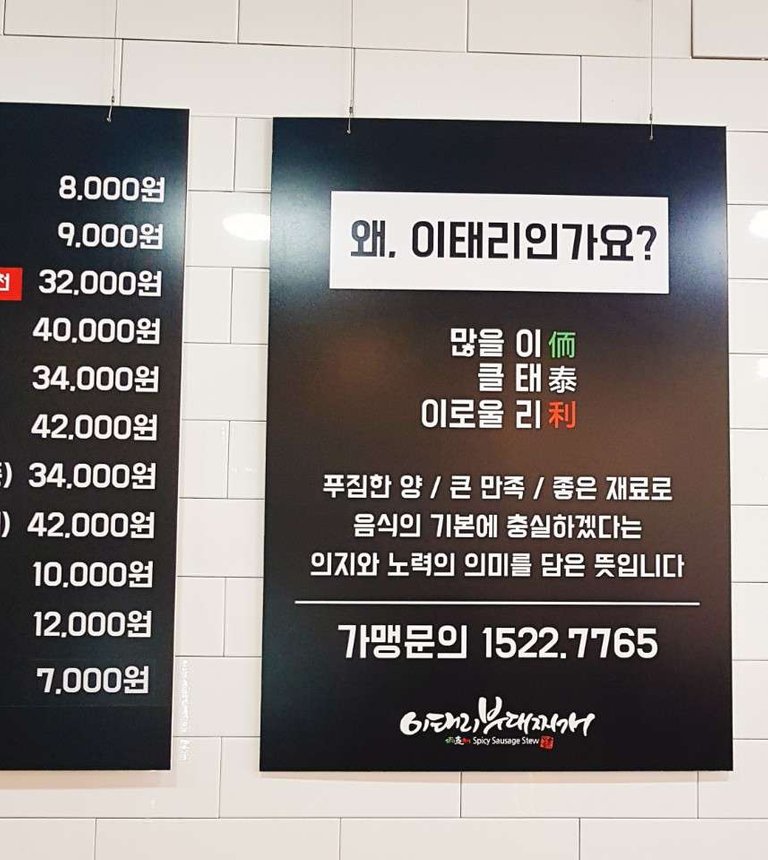 8,000원
9,000원
천 32,000원
40,000원
34,000원
42,000원
) 34,000원
) 42,000원
10,000원
12,000원
7,000원
왜, 이태리인가요?
많을 이 㑋
클 태 泰
이로울 리 利
푸짐한 양 / 큰 만족 / 좋은 재료로
음식의 기본에 충실하겠다는
의지와 노력의 의미를 담은 뜻입니다
가맹문의 1522.7765
이태리부대찌개
Spicy Sausage Stew